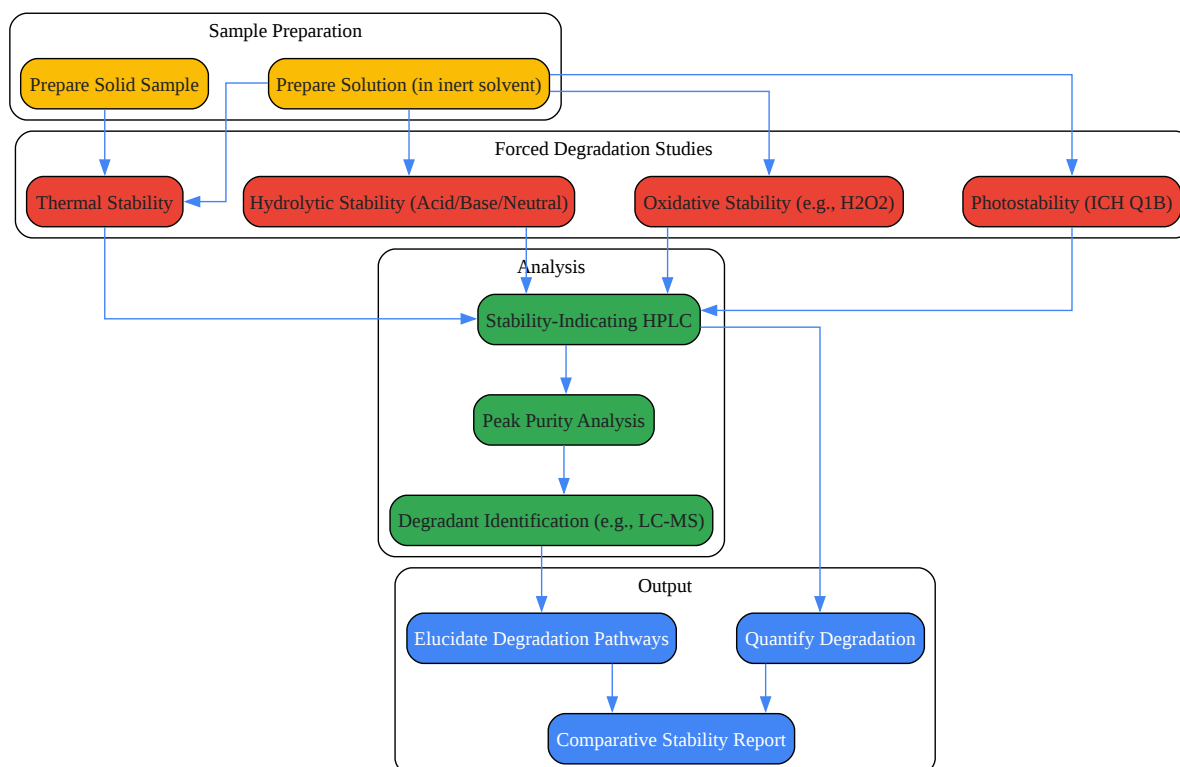 Sample Preparation
Prepare Solid Sample
Prepare Solution (in inert solvent)
Forced Degradation Studies
Thermal Stability
Hydrolytic Stability (Acid/Base/Neutral)
Oxidative Stability (e.g., H2O2)
Photostability (ICH Q1B)
Analysis
Stability-Indicating HPLC
Peak Purity Analysis
Degradant Identification (e.g., LC-MS)
Output
Elucidate Degradation Pathways
Quantify Degradation
Comparative Stability Report